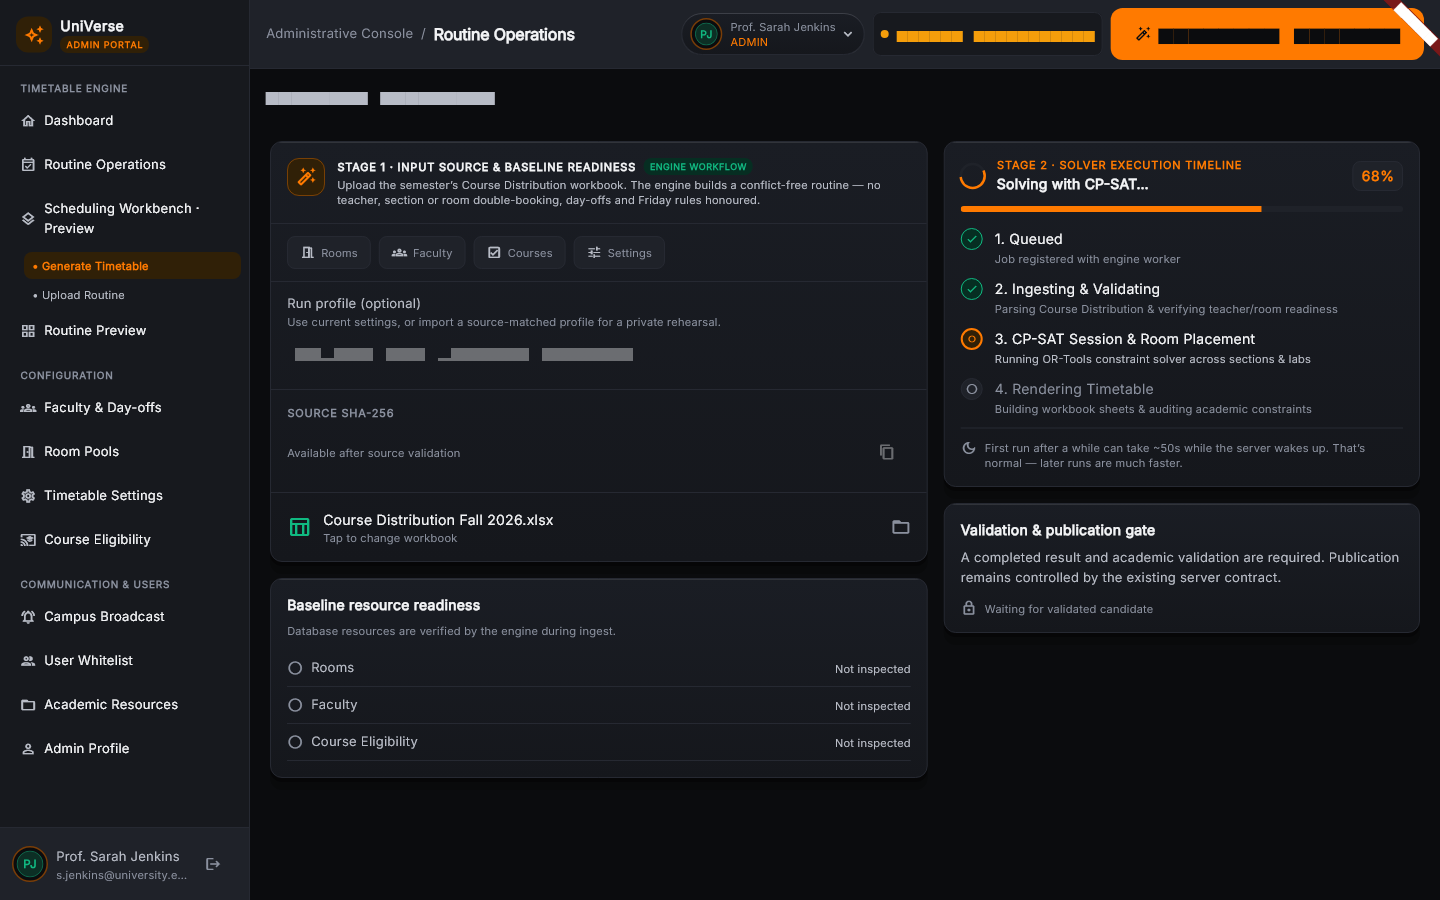 UniVerse
ADMIN PORTAL
TIMETABLE ENGINE
Dashboard
Routine Operations
Scheduling Workbench ·
Preview
• Generate Timetable
• Upload Routine
Routine Preview
CONFIGURATION
Faculty & Day-offs
Room Pools
Timetable Settings
Course Eligibility
COMMUNICATION & USERS
Campus Broadcast
User Whitelist
Academic Resources
Admin Profile
PJ
Prof. Sarah Jenkins
s.jenkins@university.e...
Administrative Console / Routine Operations
PJ
Prof. Sarah Jenkins
ADMIN
STAGE 1 · INPUT SOURCE & BASELINE READINESS
ENGINE WORKFLOW
Upload the semester's Course Distribution workbook. The engine builds a conflict-free routine — no
teacher, section or room double-booking, day-offs and Friday rules honoured.
Rooms
Faculty
Courses
Settings
Run profile (optional)
Use current settings, or import a source-matched profile for a private rehearsal.
SOURCE SHA-256
Available after source validation
Course Distribution Fall 2026.xlsx
Tap to change workbook
Baseline resource readiness
Database resources are verified by the engine during ingest.
Rooms Not inspected
Faculty Not inspected
Course Eligibility Not inspected
STAGE 2 · SOLVER EXECUTION TIMELINE
Solving with CP-SAT...
68%
1. Queued
Job registered with engine worker
2. Ingesting & Validating
Parsing Course Distribution & verifying teacher/room readiness
3. CP-SAT Session & Room Placement
Running OR-Tools constraint solver across sections & labs
4. Rendering Timetable
Building workbook sheets & auditing academic constraints
First run after a while can take ~50s while the server wakes up. That's
normal — later runs are much faster.
Validation & publication gate
A completed result and academic validation are required. Publication
remains controlled by the existing server contract.
Waiting for validated candidate